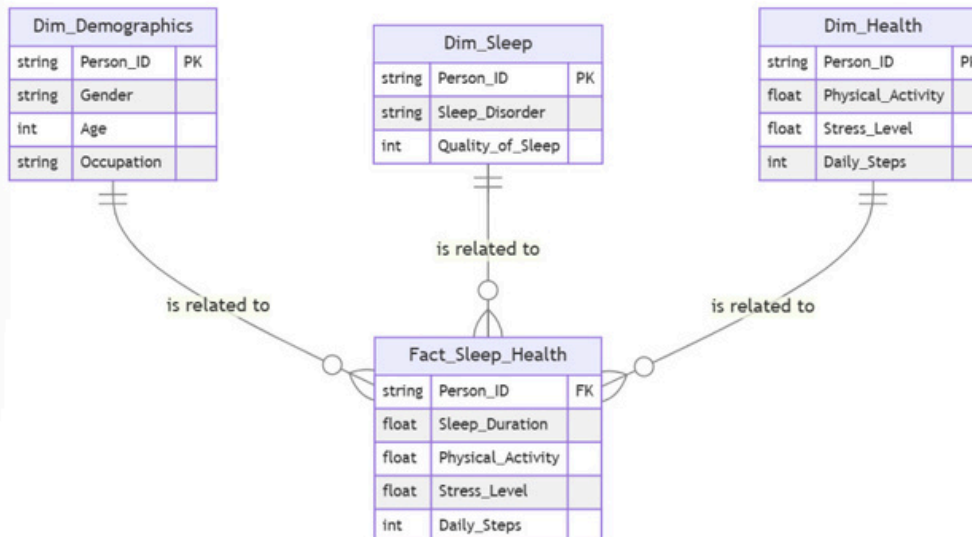 Dim_Demographics
string Person_ID PK
string Gender
int Age
string Occupation
Dim_Sleep
string Person_ID PK
string Sleep_Disorder
int Quality_of_Sleep
Dim_Health
string Person_ID PK
float Physical_Activity
float Stress_Level
int Daily_Steps
is related to
is related to
is related to
Fact_Sleep_Health
string Person_ID FK
float Sleep_Duration
float Physical_Activity
float Stress_Level
int Daily_Steps